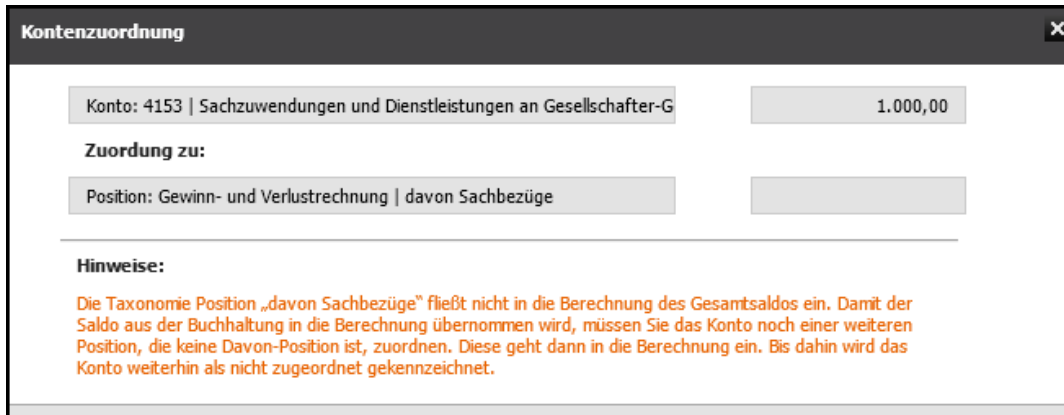 Kontenzuordnung
Konto: 4153 | Sachzuwendungen und Dienstleistungen an Gesellschafter-G
1.000,00
Zuordung zu:
Position: Gewinn- und Verlustrechnung | davon Sachbezüge
Hinweise:
Die Taxonomie Position „davon Sachbezüge“ fließt nicht in die Berechnung des Gesamtsaldos ein. Damit der
Saldo aus der Buchhaltung in die Berechnung übernommen wird, müssen Sie das Konto noch einer weiteren
Position, die keine Davon-Position ist, zuordnen. Diese geht dann in die Berechnung ein. Bis dahin wird das
Konto weiterhin als nicht zugeordnet gekennzeichnet.